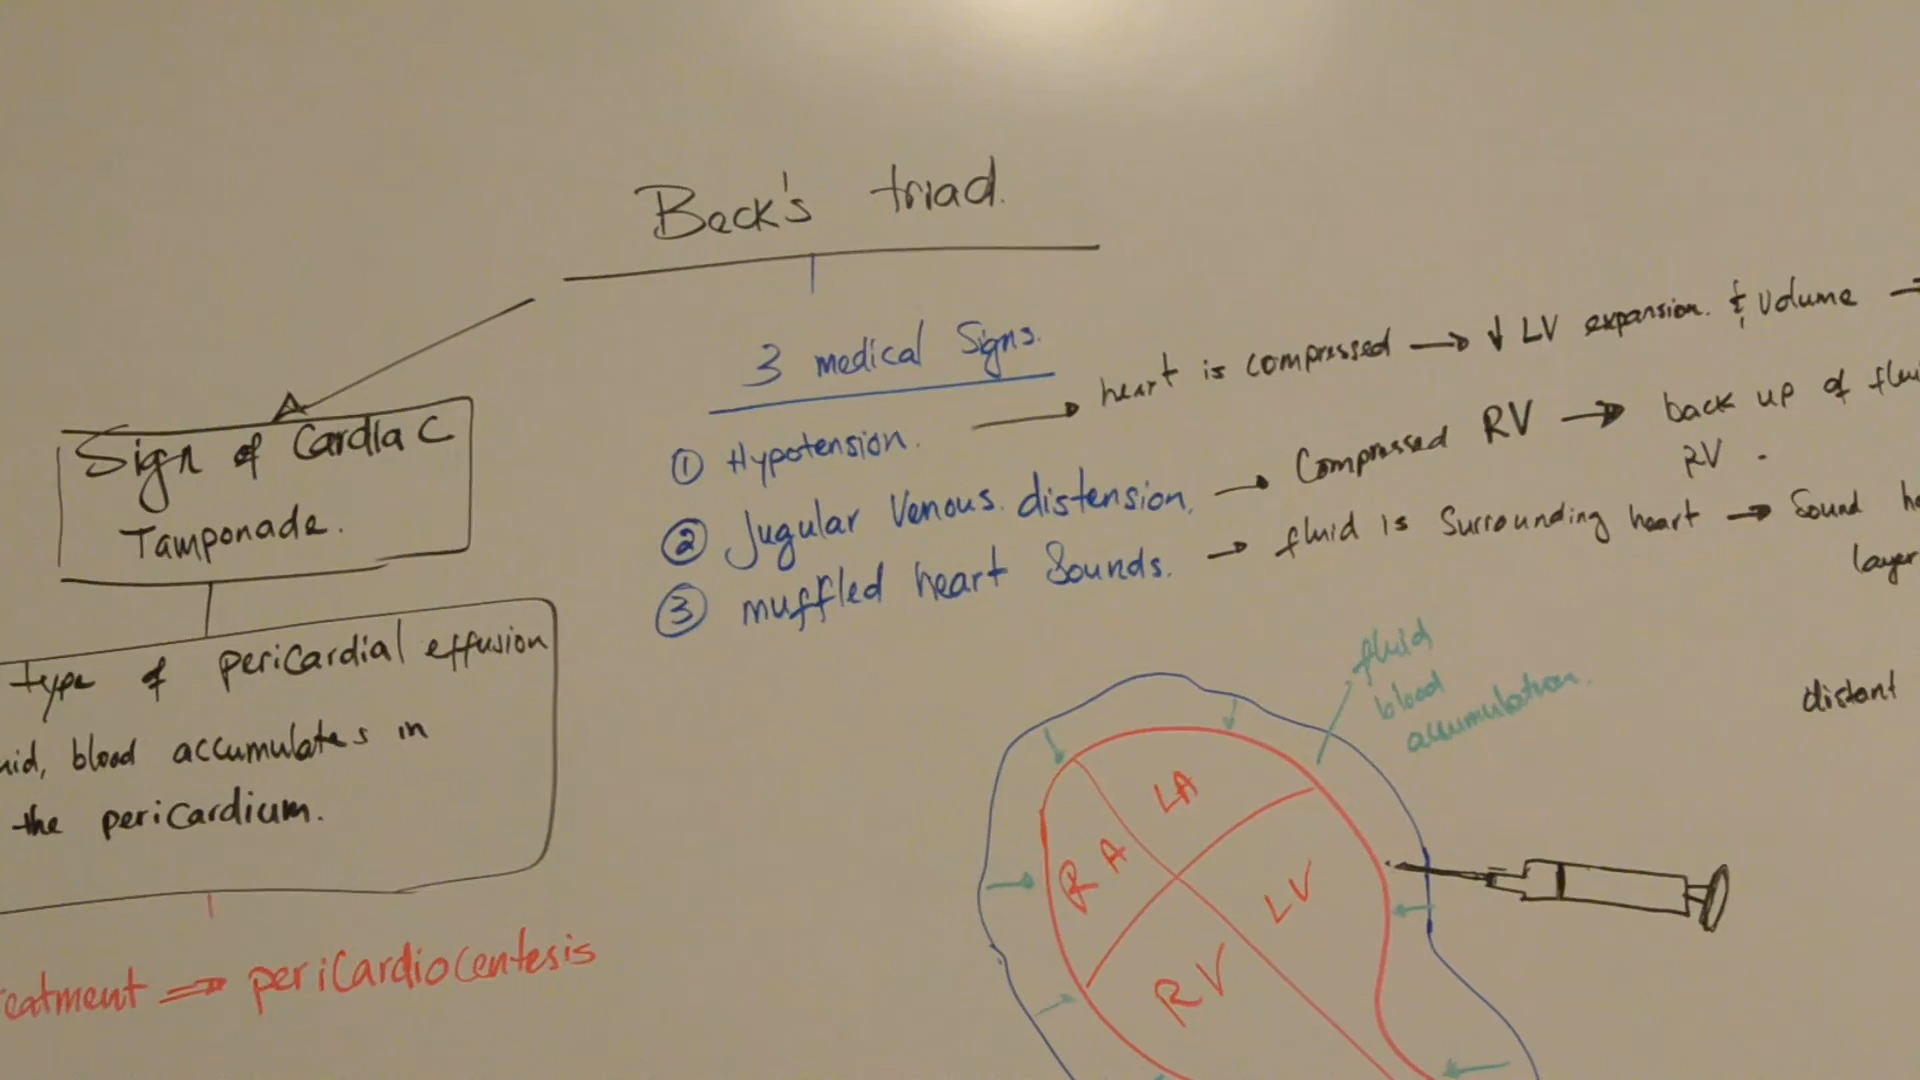 Beck's triad.
3 medical Signs.
① Hypotension. → heart is compressed → ↓ LV expansion. & volume →
② Jugular Venous. distension, → Compressed RV → back up of
RV.
③ muffled heart Sounds. → fluid is Surrounding heart → Sound
layer
distant
Sign of Cardiac
Tamponade.
type of pericardial effusion
blood accumulates in
the pericardium.
→ pericardiocentesis
fluid
blood
accumulation.
LA
RA
LV
RV